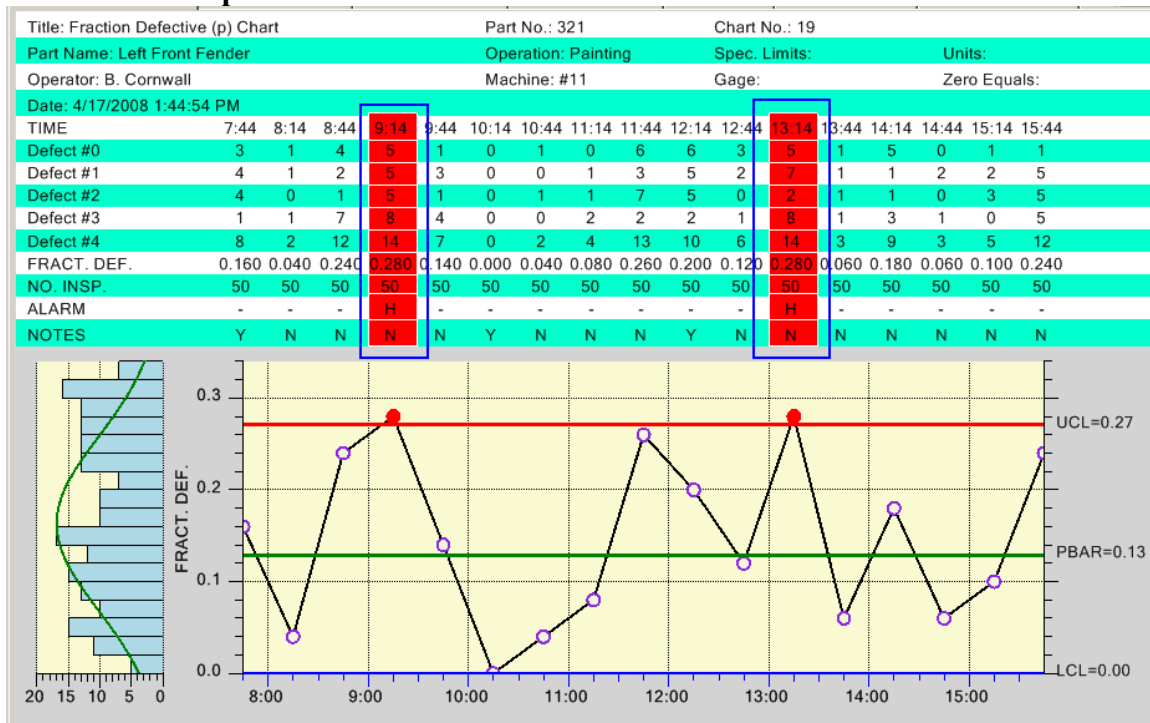 Title: Fraction Defective (p) Chart Part No.: 321 Chart No.: 19
Part Name: Left Front Fender Operation: Painting Spec. Limits: Units:
Operator: B. Cornwall Machine: #11 Gage: Zero Equals:
Date: 4/17/2008 1:44:54 PM
TIME 7:44 8:14 8:44 9:14 9:44 10:14 10:44 11:14 11:44 12:14 12:44 13:14 13:44 14:14 14:44 15:14 15:44
Defect #0 3 1 4 5 1 0 1 0 6 6 3 5 1 5 0 1 1
Defect #1 4 1 2 5 3 0 0 1 3 5 2 7 1 1 2 2 5
Defect #2 4 0 1 5 1 0 1 1 7 5 0 2 1 1 0 3 5
Defect #3 1 1 7 8 4 0 0 2 2 2 1 8 1 3 1 0 5
Defect #4 8 2 12 14 7 0 2 4 13 10 6 14 3 9 3 5 12
FRACT. DEF. 0.160 0.040 0.240 0.280 0.140 0.000 0.040 0.080 0.260 0.200 0.120 0.280 0.060 0.180 0.060 0.100 0.240
NO. INSP. 50 50 50 50 50 50 50 50 50 50 50 50 50 50 50 50 50
ALARM - - - H - - - - - - - H - - - - -
NOTES Y N N N N Y N N N Y N N N N N N N
0.3
UCL=0.27
0.2
FRACT. DEF.
PBAR=0.13
0.1
0.0
LCL=0.00
20 15 10 5 0
8:00 9:00 10:00 11:00 12:00 13:00 14:00 15:00